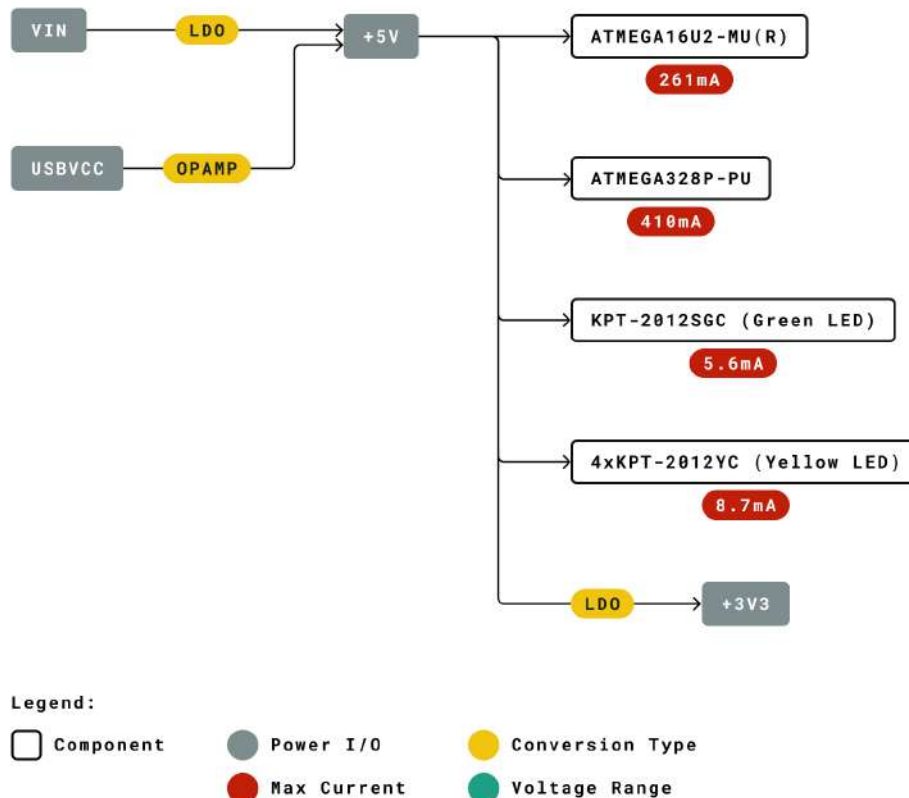 VIN
LDO
+5V
ATMEGA16U2-MU(R)
261mA
USBVCC
OPAMP
ATMEGA328P-PU
410mA
KPT-2012SGC (Green LED)
5.6mA
4xKPT-2012YC (Yellow LED)
8.7mA
LDO
+3V3
Legend:
Component
Power I/O
Conversion Type
Max Current
Voltage Range